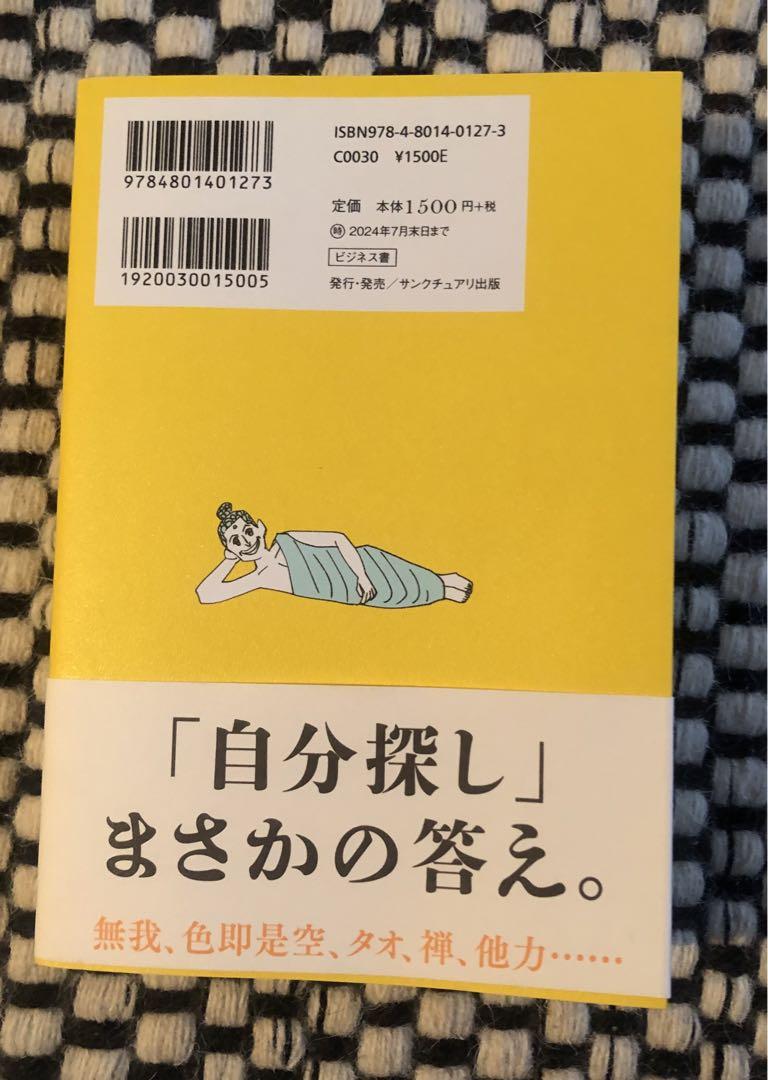 ISBN978-4-8014-0127-3
C0030 ¥1500E
9784801401273
定価 本体1500円+税
時 2024年7月末日まで
1920030015005
ビジネス書
発行・発売/サンクチュアリ出版
「自分探し」
まさかの答え。
無我、色即是空、タオ、禅、他力……